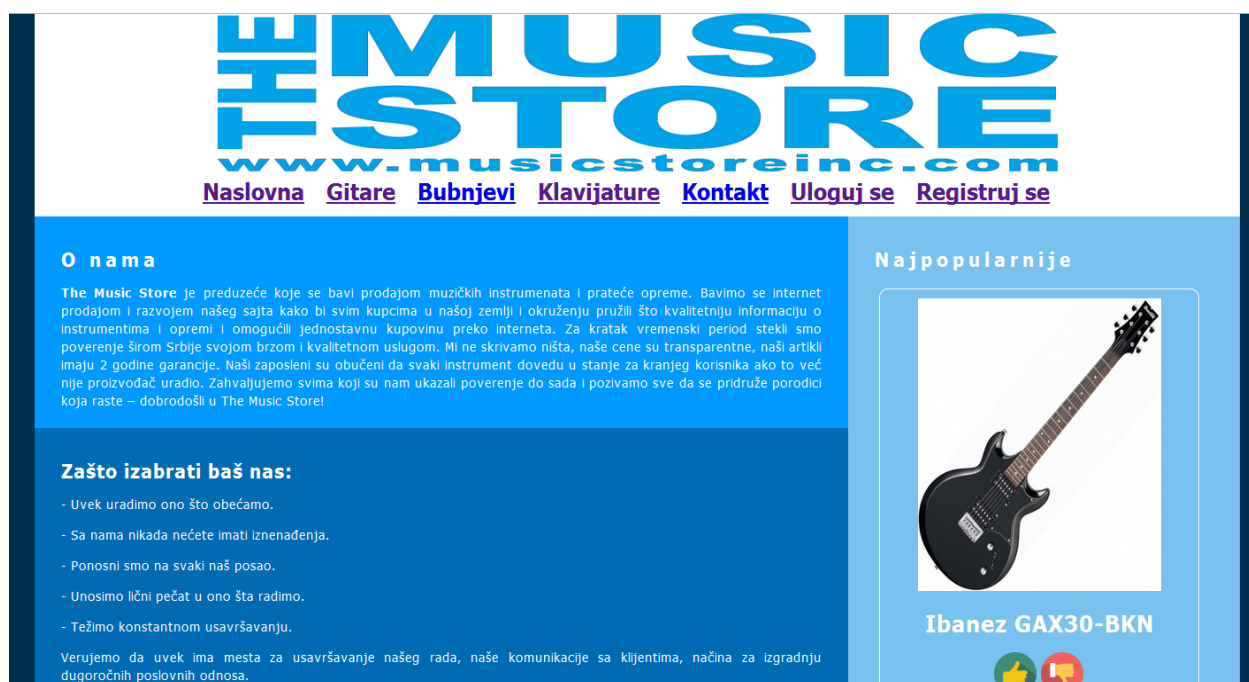 THE MUSIC
STORE
www.musicstoreinc.com
Naslovna Gitare Bubnjevi Klavijature Kontakt Uloguj se Registruj se
O nama
The Music Store je preduzeće koje se bavi prodajom muzičkih instrumenata i prateće opreme. Bavimo se internet
prodajom i razvojem našeg sajta kako bi svim kupcima u našoj zemlji i okruženju pružili što kvalitetniju informaciju o
instrumentima i opremi i omogućili jednostavnu kupovinu preko interneta. Za kratak vremenski period stekli smo
poverenje širom Srbije svojom brzom i kvalitetnom uslugom. Mi ne skrivamo ništa, naše cene su transparentne, naši artikli
imaju 2 godine garancije. Naši zaposleni su obučeni da svaki instrument dovedu u stanje za kranjeg korisnika ako to već
nije proizvođač uradio. Zahvaljujemo svima koji su nam ukazali poverenje do sada i pozivamo sve da se pridruže porodici
koja raste – dobrodošli u The Music Store!
Zašto izabrati baš nas:
- Uvek uradimo ono što obećamo.
- Sa nama nikada nećete imati iznenađenja.
- Ponosni smo na svaki naš posao.
- Unosimo lični pečat u ono šta radimo.
- Težimo konstantnom usavršavanju.
Verujemo da uvek ima mesta za usavršavanje našeg rada, naše komunikacije sa klijentima, načina za izgradnju
dugoročnih poslovnih odnosa.
Najpopularnije
Ibanez GAX30-BKN